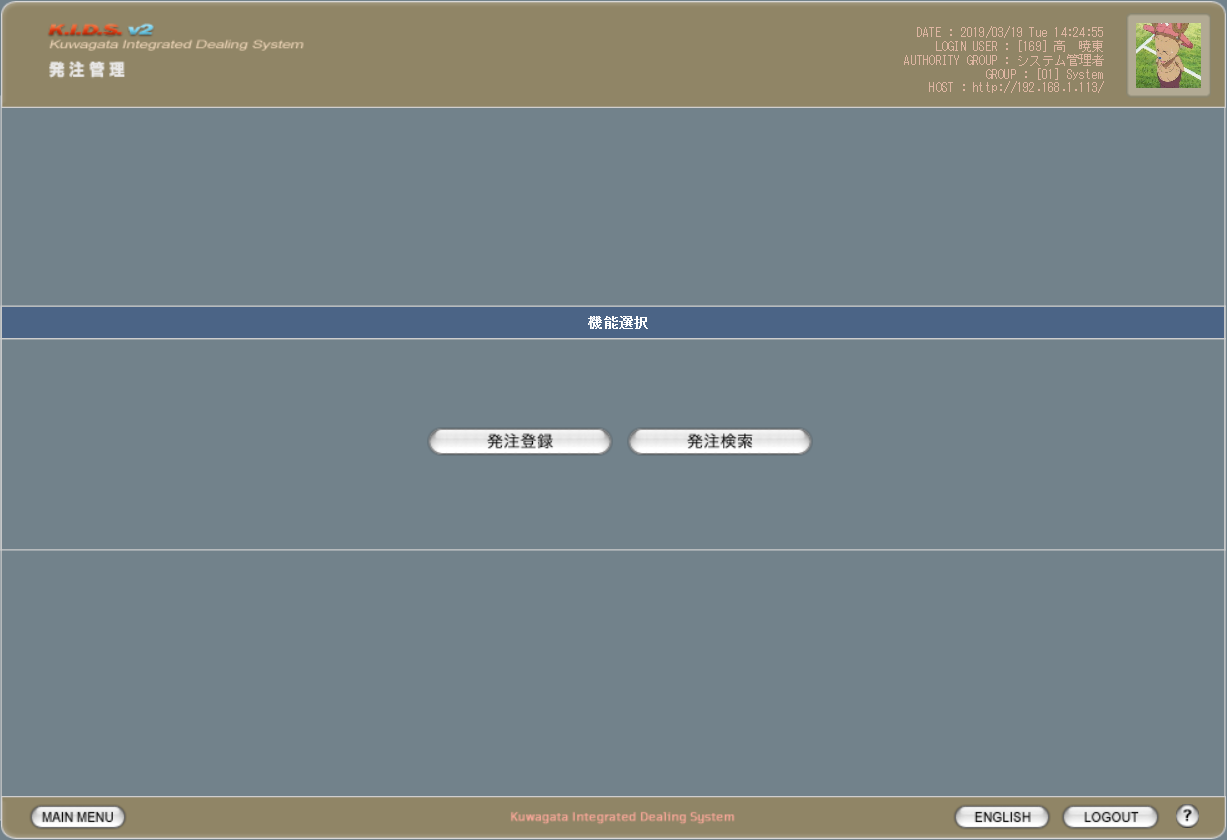 K.I.D.S. v2
Kuwagata Integrated Dealing System
発注管理
DATE : 2019/03/19 Tue 14:24:55
LOGIN USER : [169] 高　暁東
AUTHORITY GROUP : システム管理者
GROUP : [01] System
HOST : http://192.168.1.113/
機能選択
発注登録
発注検索
MAIN MENU
Kuwagata Integrated Dealing System
ENGLISH
LOGOUT
?